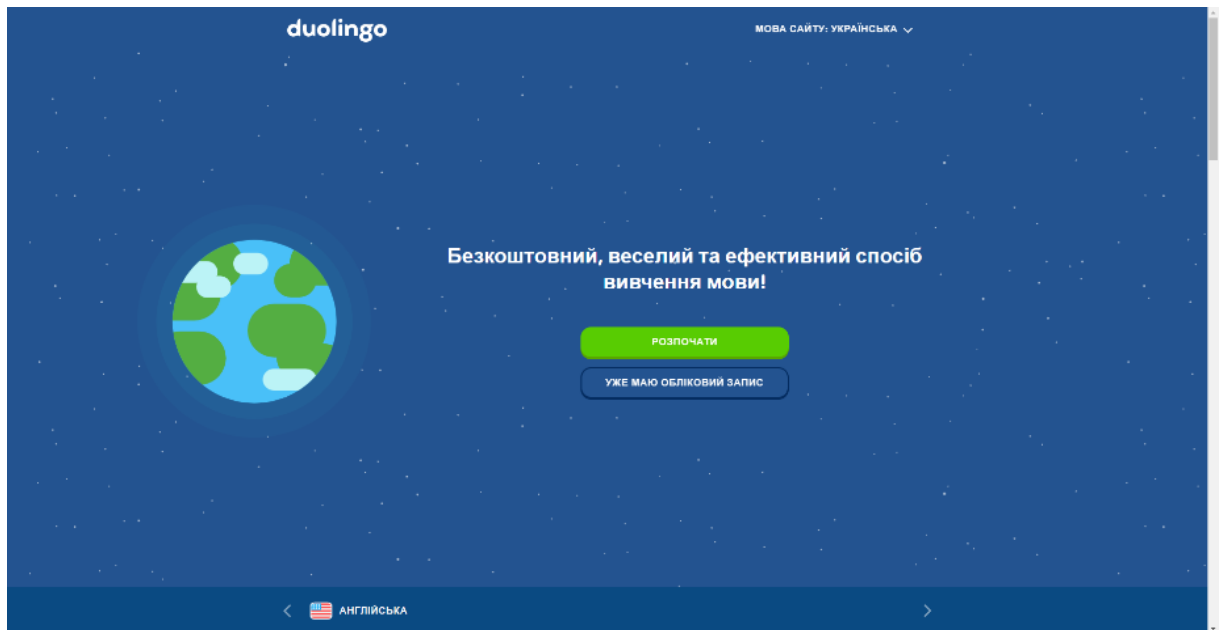 duolingo
МОВА САЙТУ: УКРАЇНСЬКА
Безкоштовний, веселий та ефективний спосіб
вивчення мови!
РОЗПОЧАТИ
УЖЕ МАЮ ОБЛІКОВИЙ ЗАПИС
АНГЛІЙСЬКА